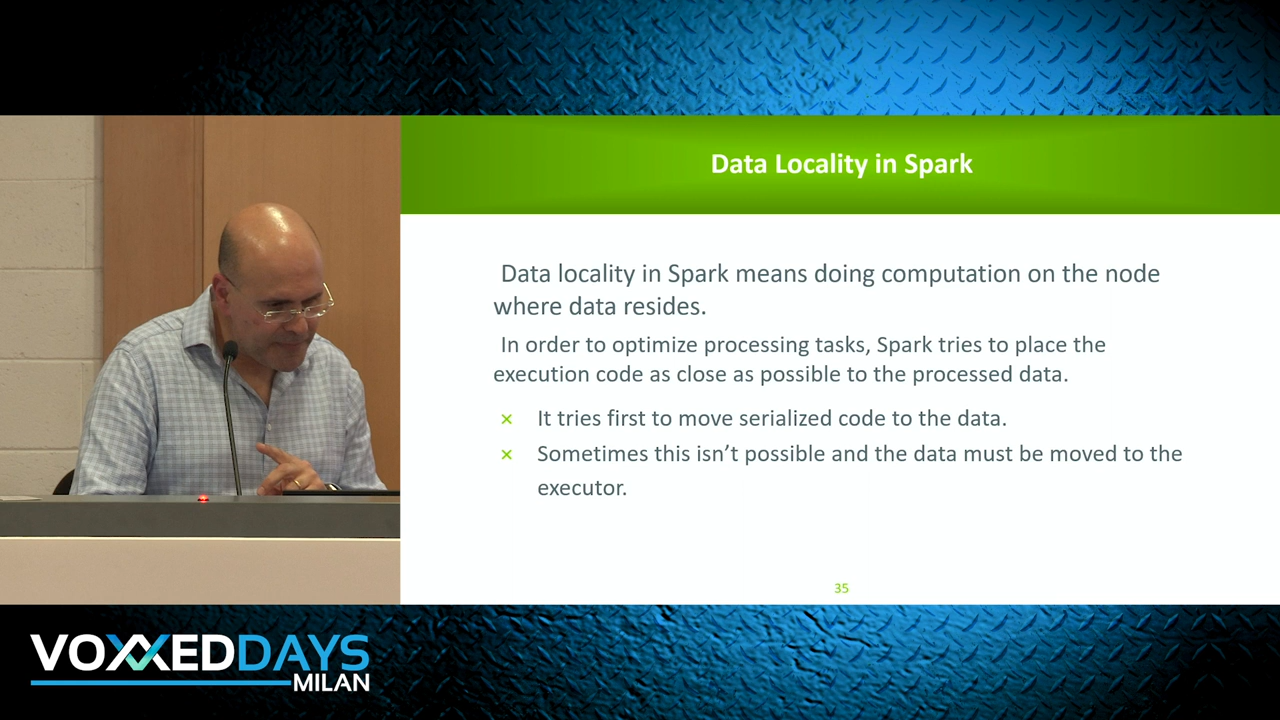 Data Locality in Spark
Data locality in Spark means doing computation on the node
where data resides.
In order to optimize processing tasks, Spark tries to place the
execution code as close as possible to the processed data.
× It tries first to move serialized code to the data.
× Sometimes this isn’t possible and the data must be moved to the
executor.
35
VOXXEDDAYS
MILAN